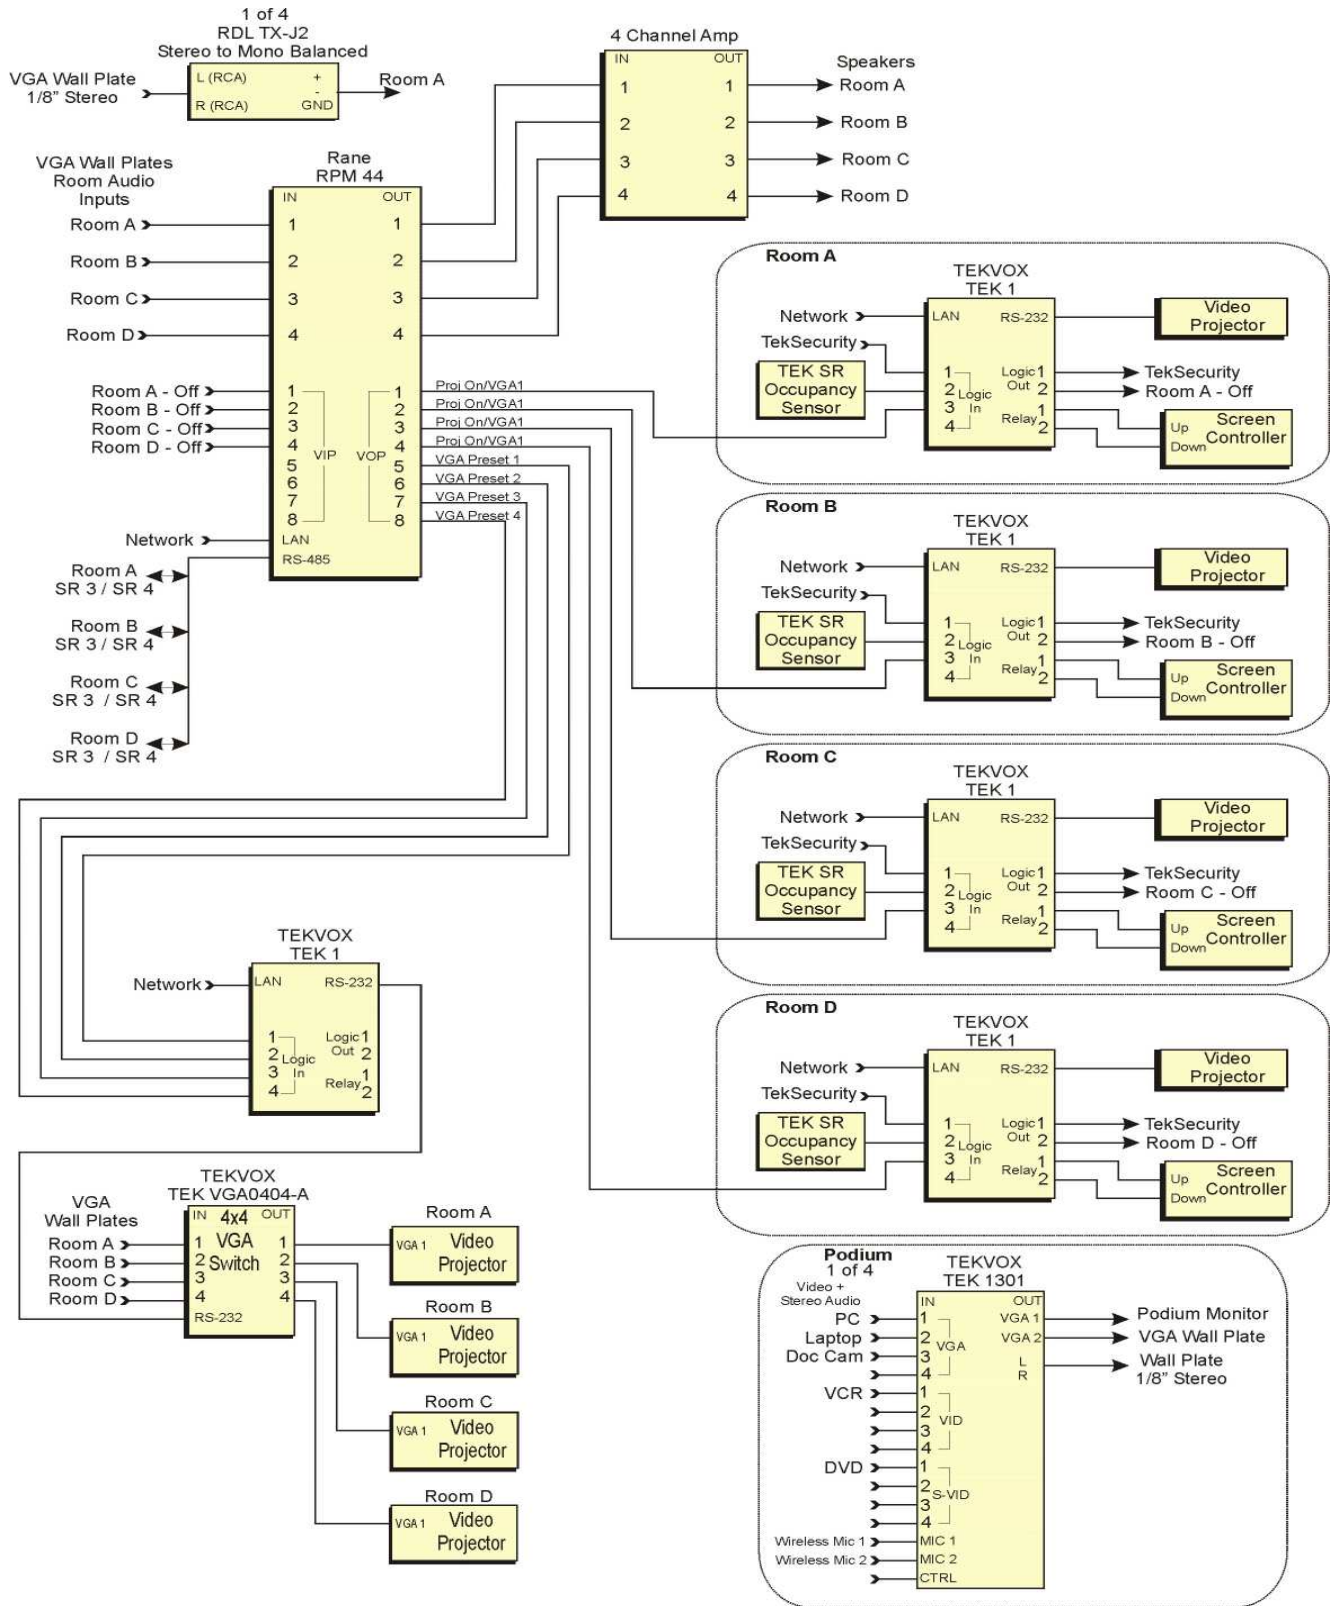 1 of 4
RDL TX-J2
Stereo to Mono Balanced
VGA Wall Plate
1/8" Stereo
L (RCA) +
-
R (RCA) GND
Room A
4 Channel Amp
IN OUT
1 1
2 2
3 3
4 4
Speakers
Room A
Room B
Room C
Room D
VGA Wall Plates
Room Audio
Inputs
Room A
Room B
Room C
Room D
Rane
RPM 44
IN OUT
1 1
2 2
3 3
4 4
Room A - Off
Room B - Off
Room C - Off
Room D - Off
1 1
2 2
3 3
4 4
VIP VOP
5 5
6 6
7 7
8 8
Proj On/VGA1
Proj On/VGA1
Proj On/VGA1
Proj On/VGA1
VGA Preset 1
VGA Preset 2
VGA Preset 3
VGA Preset 4
Network
LAN
RS-485
Room A
SR 3 / SR 4
Room B
SR 3 / SR 4
Room C
SR 3 / SR 4
Room D
SR 3 / SR 4
Room A
TEKVOX
TEK 1
Network
TekSecurity
TEK SR
Occupancy
Sensor
LAN RS-232
1
2
3
4
Logic
In
Logic 1
Out 2
Relay 1
2
Video
Projector
TekSecurity
Room A - Off
Up
Down
Screen
Controller
Room B
TEKVOX
TEK 1
Network
TekSecurity
TEK SR
Occupancy
Sensor
LAN RS-232
1
2
3
4
Logic
In
Logic 1
Out 2
Relay 1
2
Video
Projector
TekSecurity
Room B - Off
Up
Down
Screen
Controller
Room C
TEKVOX
TEK 1
Network
TekSecurity
TEK SR
Occupancy
Sensor
LAN RS-232
1
2
3
4
Logic
In
Logic 1
Out 2
Relay 1
2
Video
Projector
TekSecurity
Room C - Off
Up
Down
Screen
Controller
Room D
TEKVOX
TEK 1
Network
TekSecurity
TEK SR
Occupancy
Sensor
LAN RS-232
1
2
3
4
Logic
In
Logic 1
Out 2
Relay 1
2
Video
Projector
TekSecurity
Room D - Off
Up
Down
Screen
Controller
TEKVOX
TEK 1
Network
LAN RS-232
1
2
3
4
Logic
In
Logic 1
Out 2
Relay 1
2
TEKVOX
TEK VGA0404-A
VGA
Wall Plates
Room A
Room B
Room C
Room D
IN 4x4 OUT
1 VGA 1
2 Switch 2
3 3
4 4
RS-232
Room A
VGA 1 Video
Projector
Room B
VGA 1 Video
Projector
Room C
VGA 1 Video
Projector
Room D
VGA 1 Video
Projector
Podium
1 of 4
Video +
Stereo Audio
TEKVOX
TEK 1301
PC
Laptop
Doc Cam
VCR
DVD
Wireless Mic 1
Wireless Mic 2
IN OUT
1
2
3
4
VGA
1
2
3
4
VID
1
2
3
4
S-VID
MIC 1
MIC 2
CTRL
VGA 1
VGA 2
L
R
Podium Monitor
VGA Wall Plate
Wall Plate
1/8" Stereo